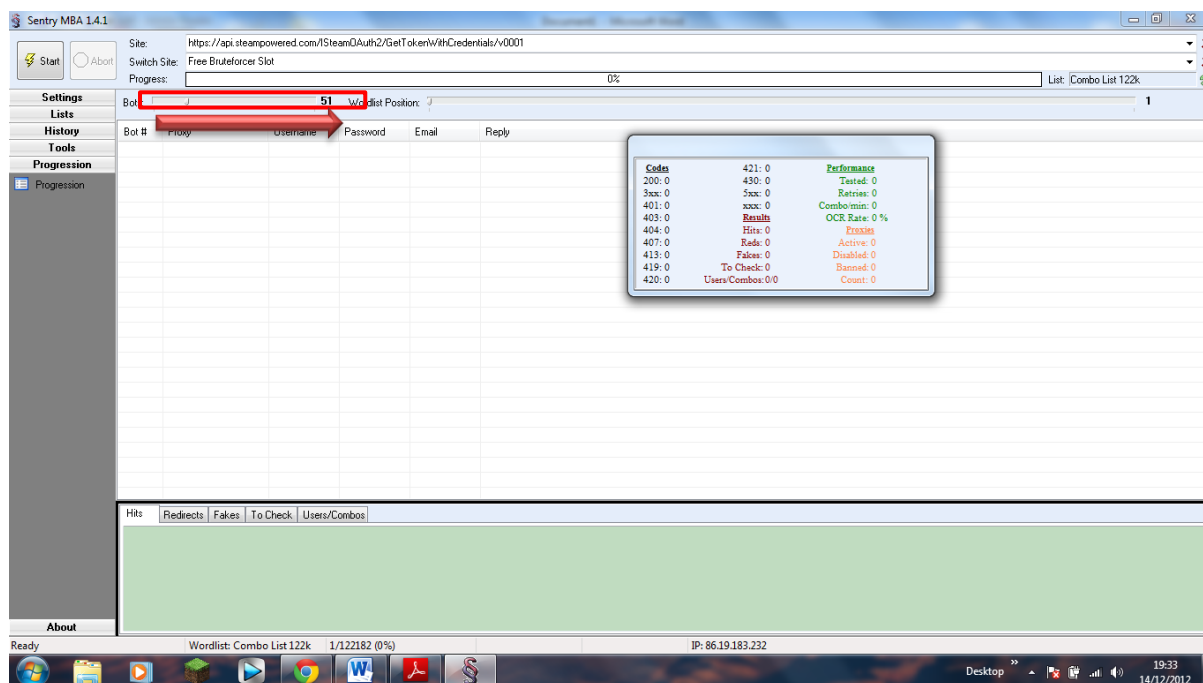 Sentry MBA 1.4.1
Document1 - Microsoft Word
Start
Abort
Site: https://api.steampowered.com/ISteamOAuth2/GetTokenWithCredentials/v0001
Switch Site: Free Bruteforcer Slot
Progress: 0% List: Combo List 122k
Settings
Lists
History
Tools
Progression
Progression
51 Wordlist Position: 1
Bot # Proxy Username Password Email Reply
Codes 421: 0 Performance
200: 0 430: 0 Tested: 0
3xx: 0 5xx: 0 Retries: 0
401: 0 xxx: 0 Combo/min: 0
403: 0 Results OCR Rate: 0 %
404: 0 Hits: 0 Proxies
407: 0 Reds: 0 Active: 0
413: 0 Fakes: 0 Disabled: 0
419: 0 To Check: 0 Banned: 0
420: 0 Users/Combos: 0/0 Count: 0
Hits Redirects Fakes To Check Users/Combos
About
Ready Wordlist: Combo List 122k 1/122182 (0%) IP: 86.19.183.232
Desktop 19:33
14/12/2012